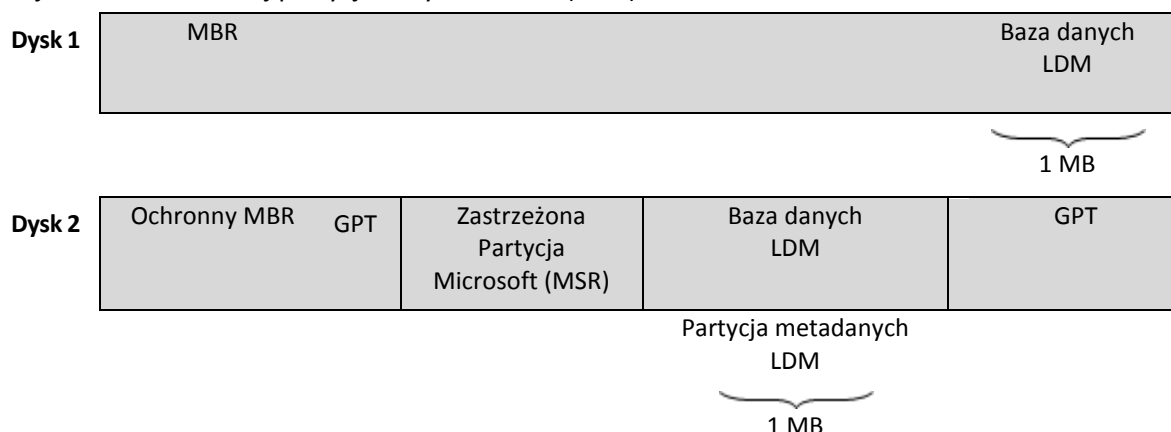 Dysk 1
MBR
Baza danych
LDM
1 MB
Dysk 2
Ochronny MBR
GPT
Zastrzeżona
Partycja
Microsoft (MSR)
Baza danych
LDM
GPT
Partycja metadanych
LDM
1 MB